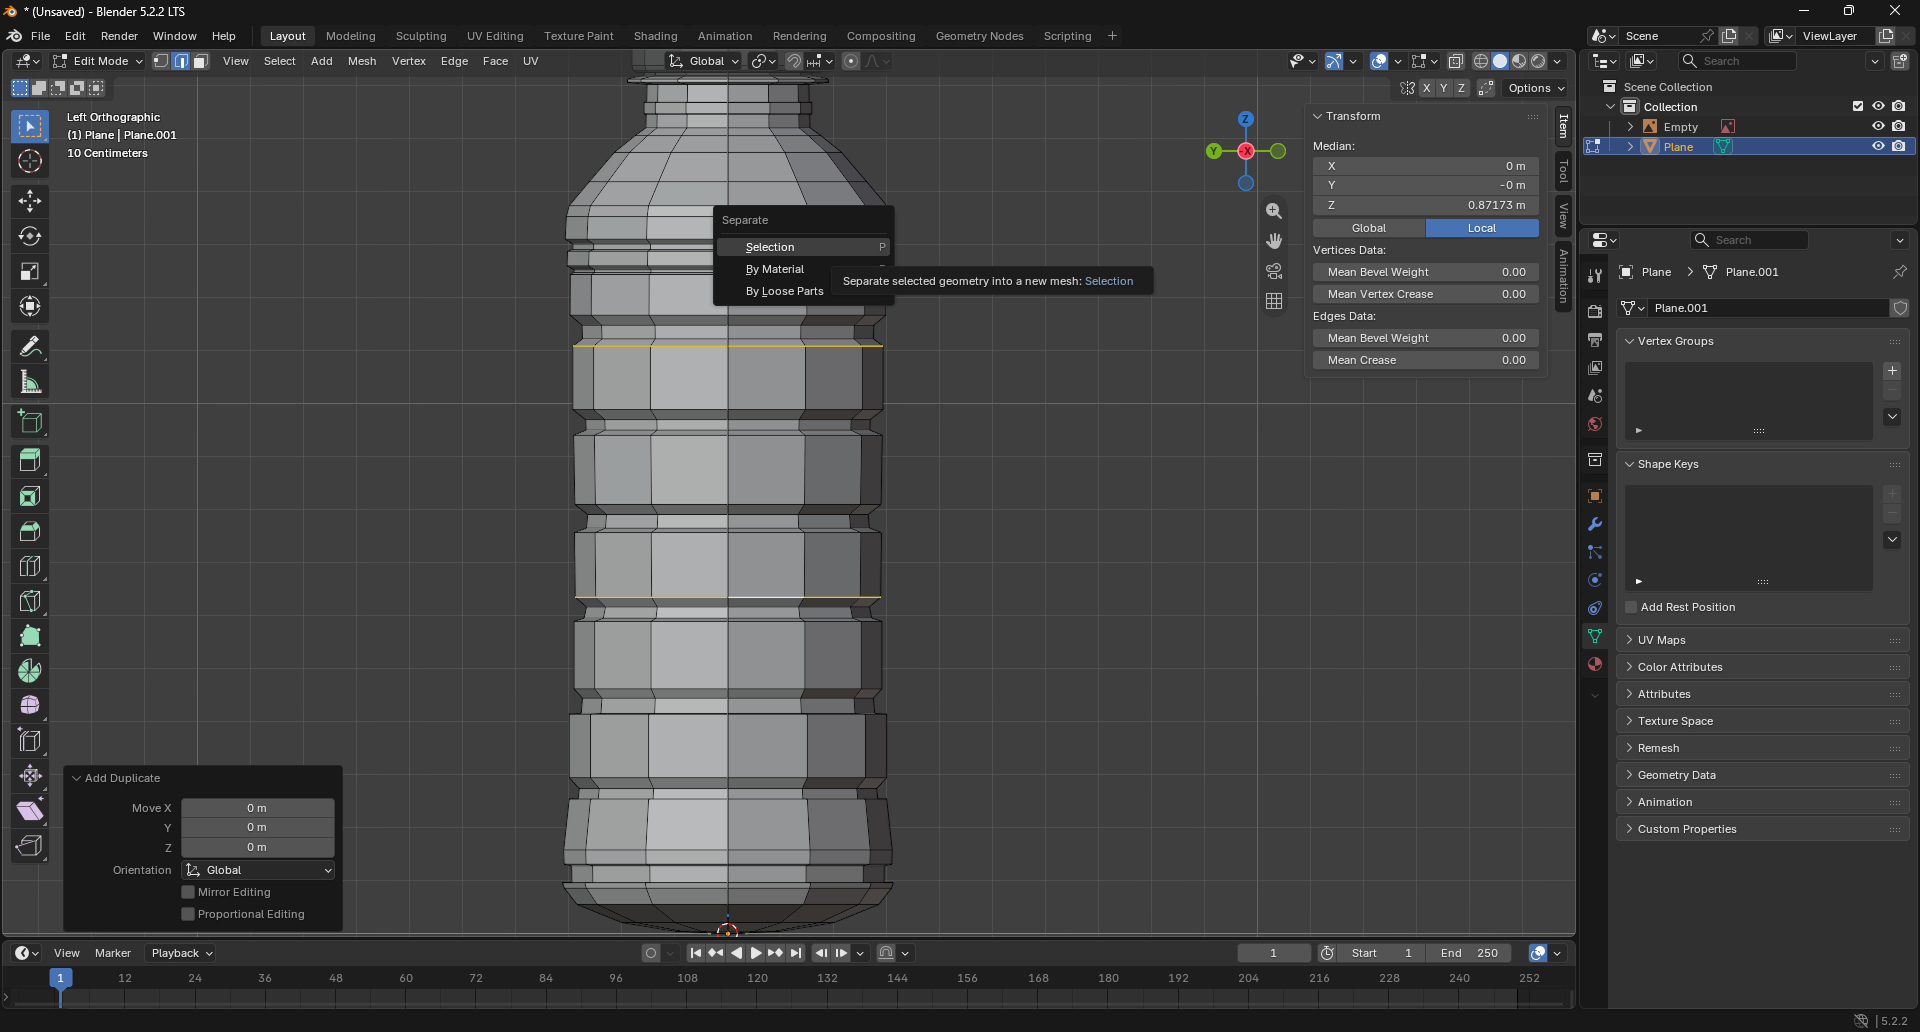 * (Unsaved) - Blender 5.2.2 LTS
File Edit Render Window Help Layout Modeling Sculpting UV Editing Texture Paint Shading Animation Rendering Compositing Geometry Nodes Scripting + Scene ViewLayer
Edit Mode View Select Add Mesh Vertex Edge Face UV Global Search
X Y Z Options
Left Orthographic
(1) Plane | Plane.001
10 Centimeters
Z
Y
-X
Transform
Median:
X 0 m
Y -0 m
Z 0.87173 m
Global Local
Vertices Data:
Mean Bevel Weight 0.00
Mean Vertex Crease 0.00
Edges Data:
Mean Bevel Weight 0.00
Mean Crease 0.00
Item
Tool
View
Animation
Scene Collection
Collection
Empty
Plane
Search
Plane Plane.001
Plane.001
Vertex Groups
Shape Keys
Add Rest Position
UV Maps
Color Attributes
Attributes
Texture Space
Remesh
Geometry Data
Animation
Custom Properties
Separate
Selection P
By Material
By Loose Parts
Separate selected geometry into a new mesh: Selection
Add Duplicate
Move X 0 m
Y 0 m
Z 0 m
Orientation Global
Mirror Editing
Proportional Editing
View Marker Playback 1 Start 1 End 250
1 12 24 36 48 60 72 84 96 108 120 132 144 156 168 180 192 204 216 228 240 252
5.2.2